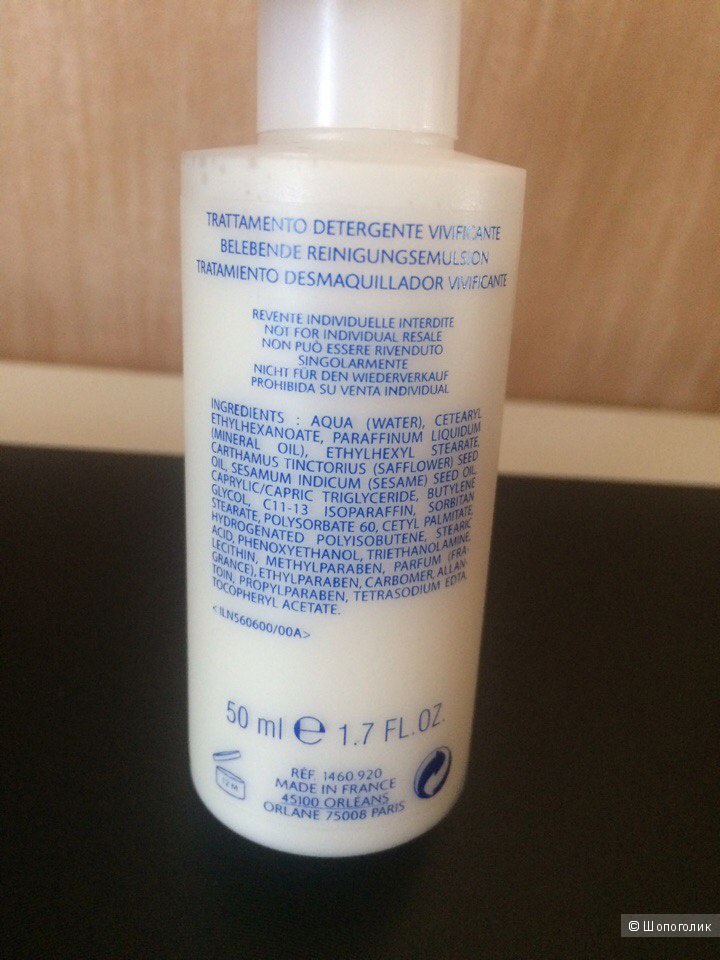 TRATTAMENTO DETERGENTE VIVIFICANTE
BELEBENDE REINIGUNGSEMULSION
TRATAMIENTO DESMAQUILLADOR VIVIFICANTE
REVENTE INDIVIDUELLE INTERDITE
NOT FOR INDIVIDUAL RESALE
NON PUÒ ESSERE RIVENDUTO
SINGOLARMENTE
NICHT FÜR DEN WIEDERVERKAUF
PROHIBIDA SU VENTA INDIVIDUAL
INGREDIENTS : AQUA (WATER), CETEARYL
ETHYLHEXANOATE, PARAFFINUM LIQUIDUM
(MINERAL OIL), ETHYLHEXYL STEARATE,
CARTHAMUS TINCTORIUS (SAFFLOWER) SEED
OIL, SESAMUM INDICUM (SESAME) SEED OIL,
CAPRYLIC/CAPRIC TRIGLYCERIDE, BUTYLENE
GLYCOL, C11-13 ISOPARAFFIN, SORBITAN
STEARATE, POLYSORBATE 60, CETYL PALMITATE,
HYDROGENATED POLYISOBUTENE, STEARIC
ACID, PHENOXYETHANOL, TRIETHANOLAMINE,
LECITHIN, METHYLPARABEN, PARFUM (FRA-
GRANCE), ETHYLPARABEN, CARBOMER, ALLAN-
TOIN, PROPYLPARABEN, TETRASODIUM EDTA,
TOCOPHERYL ACETATE.
<ILN560600/00A>
50 ml e 1.7 FL.OZ.
12 M
RÉF. 1460.920
MADE IN FRANCE
45100 ORLÉANS
ORLANE 75008 PARIS
© Шопоголик